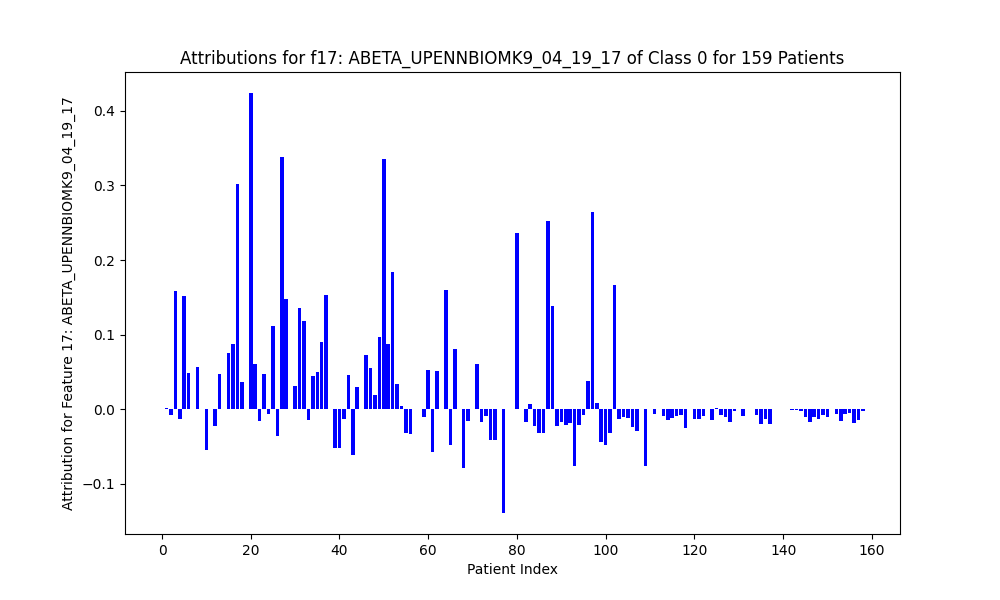 Attributions for f17: ABETA_UPENNBIOMK9_04_19_17 of Class 0 for 159 Patients
Attribution for Feature 17: ABETA_UPENNBIOMK9_04_19_17
0.4
0.3
0.2
0.1
0.0
−0.1
0 20 40 60 80 100 120 140 160
Patient Index